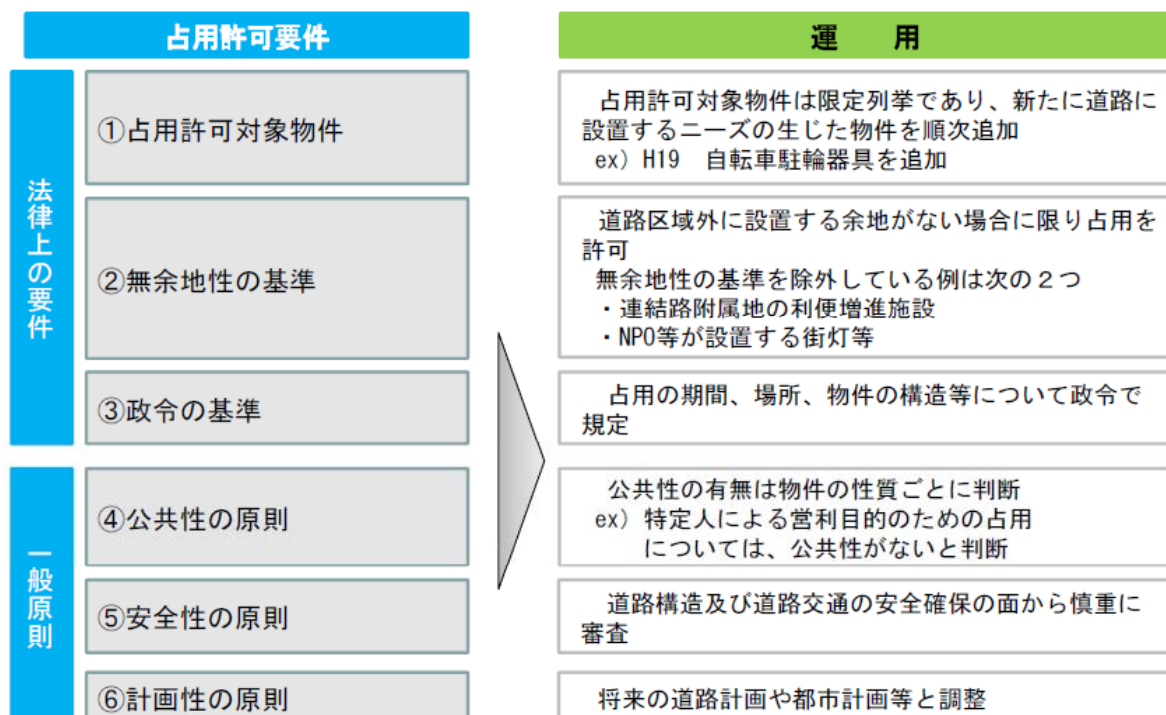 占用許可要件
運　用
法律上の要件
①占用許可対象物件
占用許可対象物件は限定列挙であり、新たに道路に
設置するニーズの生じた物件を順次追加
ex) H19　自転車駐輪器具を追加
②無余地性の基準
道路区域外に設置する余地がない場合に限り占用を
許可
無余地性の基準を除外している例は次の２つ
・連結路附属地の利便増進施設
・NPO等が設置する街灯等
③政令の基準
占用の期間、場所、物件の構造等について政令で
規定
一般原則
④公共性の原則
公共性の有無は物件の性質ごとに判断
ex) 特定人による営利目的のための占用
については、公共性がないと判断
⑤安全性の原則
道路構造及び道路交通の安全確保の面から慎重に
審査
⑥計画性の原則
将来の道路計画や都市計画等と調整